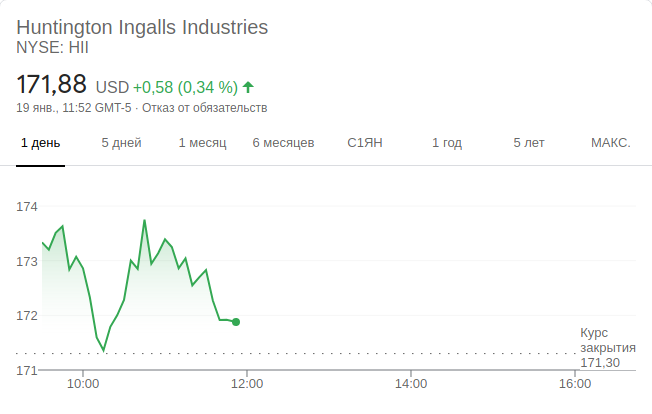 Huntington Ingalls Industries
NYSE: HII
171,88 USD +0,58 (0,34 %)
19 янв., 11:52 GMT-5 · Отказ от обязательств
1 день 5 дней 1 месяц 6 месяцев С1ЯН 1 год 5 лет МАКС.
174
173
172
Курс
закрытия
171,30
171
10:00 12:00 14:00 16:00